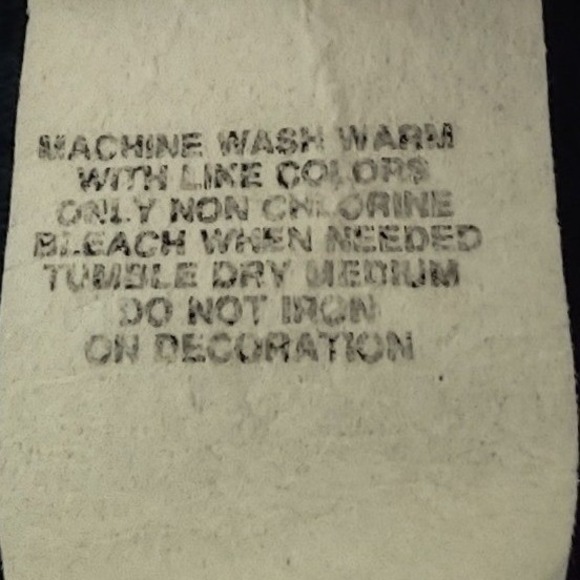 MACHINE WASH WARM
WITH LIKE COLORS
ONLY NON CHLORINE
BLEACH WHEN NEEDED
TUMBLE DRY MEDIUM
DO NOT IRON
ON DECORATION